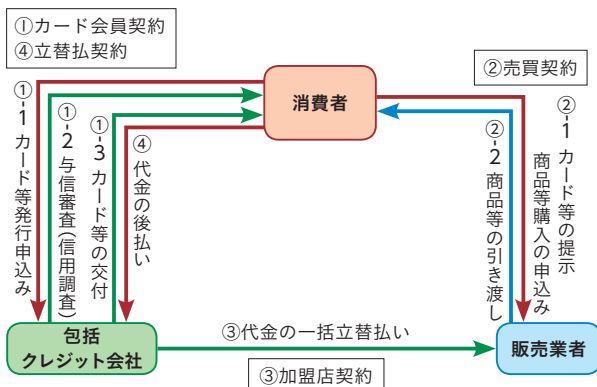 ①カード会員契約
④立替払契約
②売買契約
消費者
①-1 カード等発行申込み
①-2 与信審査(信用調査)
①-3 カード等の交付
④ 代金の後払い
②-2 商品等の引き渡し
②-1 カード等の提示
商品等購入の申込み
包括
クレジット会社
③代金の一括立替払い
販売業者
③加盟店契約